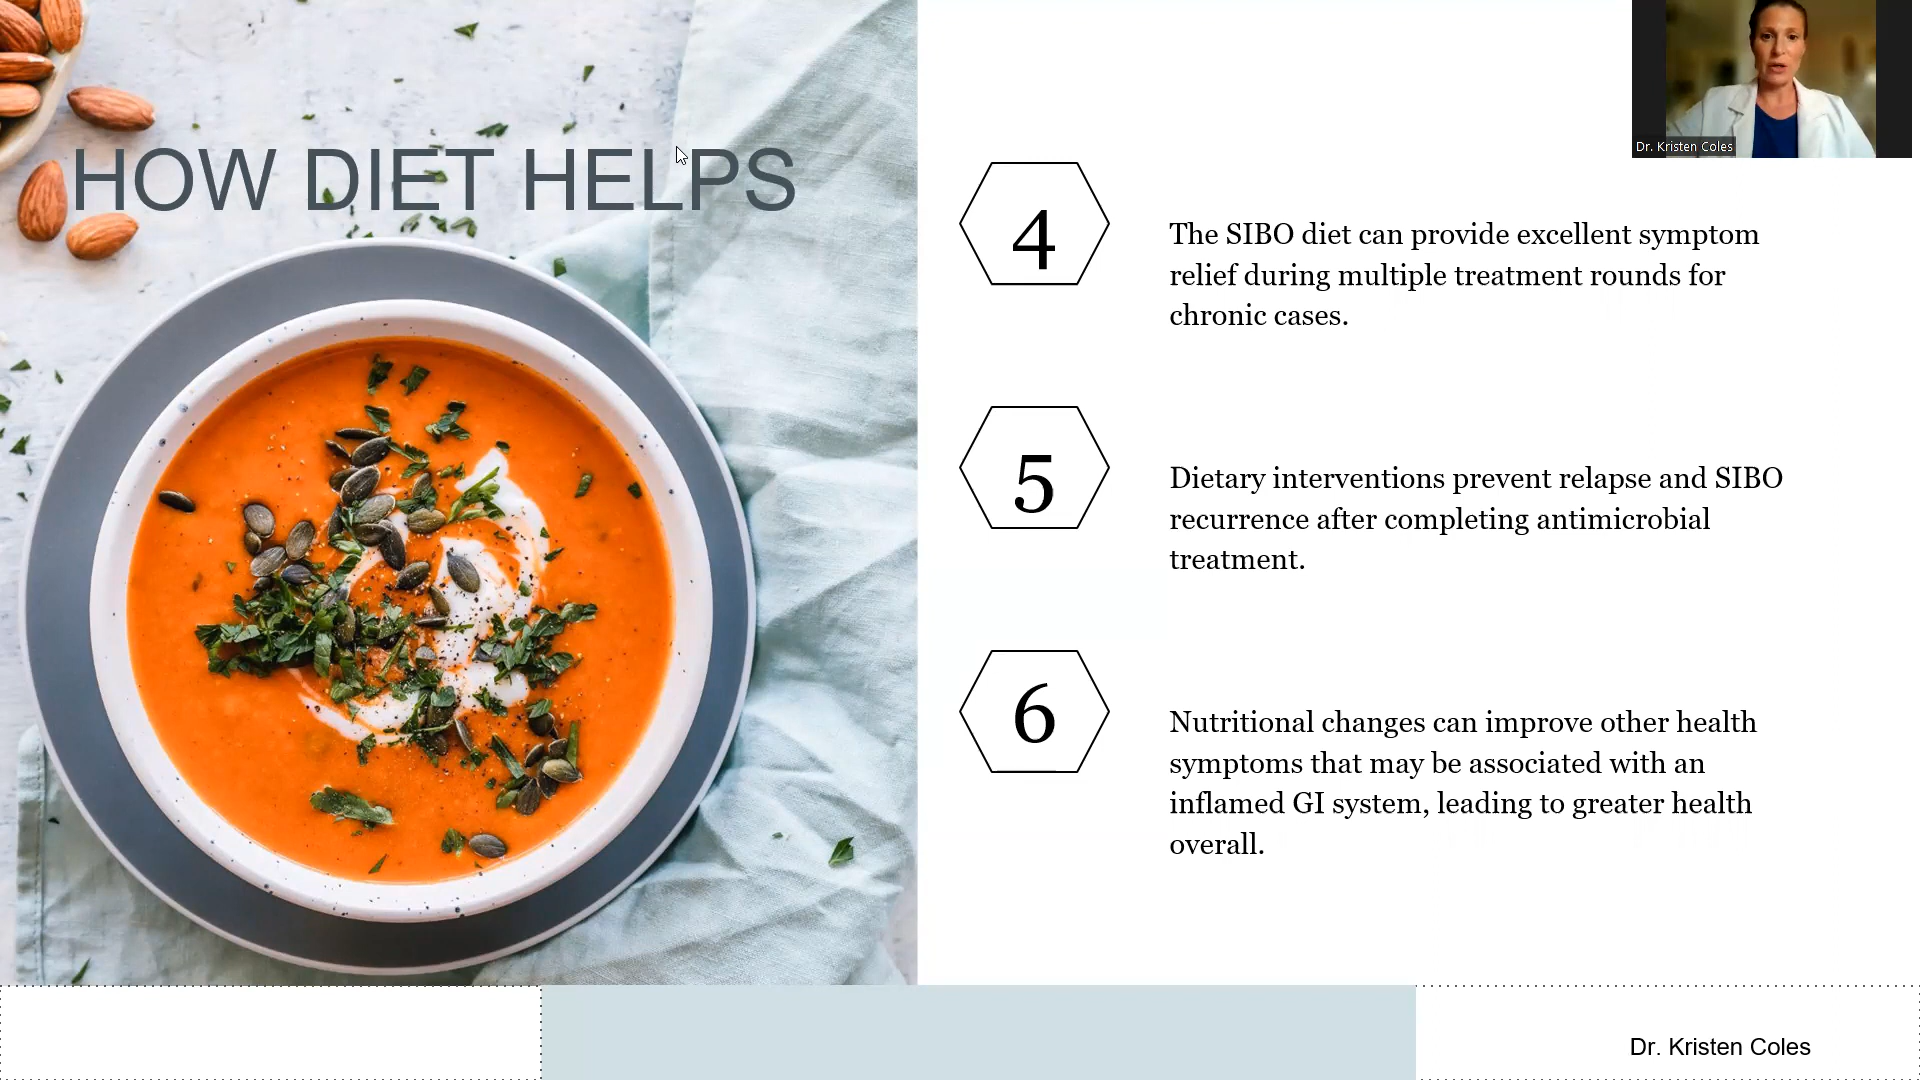 Dr. Kristen Coles
HOW DIET HELPS
4
The SIBO diet can provide excellent symptom
relief during multiple treatment rounds for
chronic cases.
5
Dietary interventions prevent relapse and SIBO
recurrence after completing antimicrobial
treatment.
6
Nutritional changes can improve other health
symptoms that may be associated with an
inflamed GI system, leading to greater health
overall.
Dr. Kristen Coles